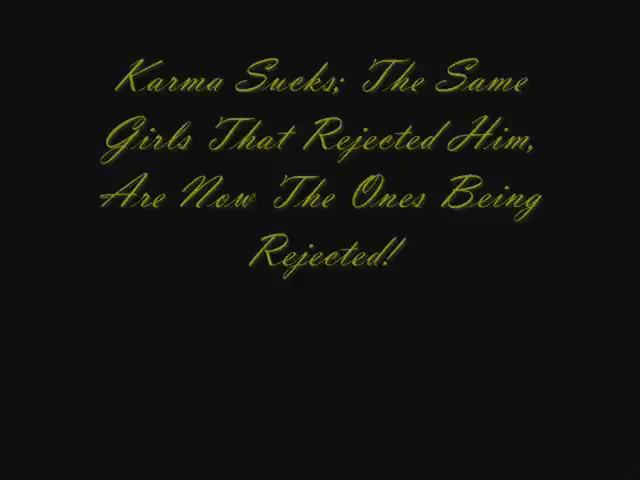 Karma Sucks; The Same
Girls That Rejected Him,
Are Now The Ones Being
Rejected!